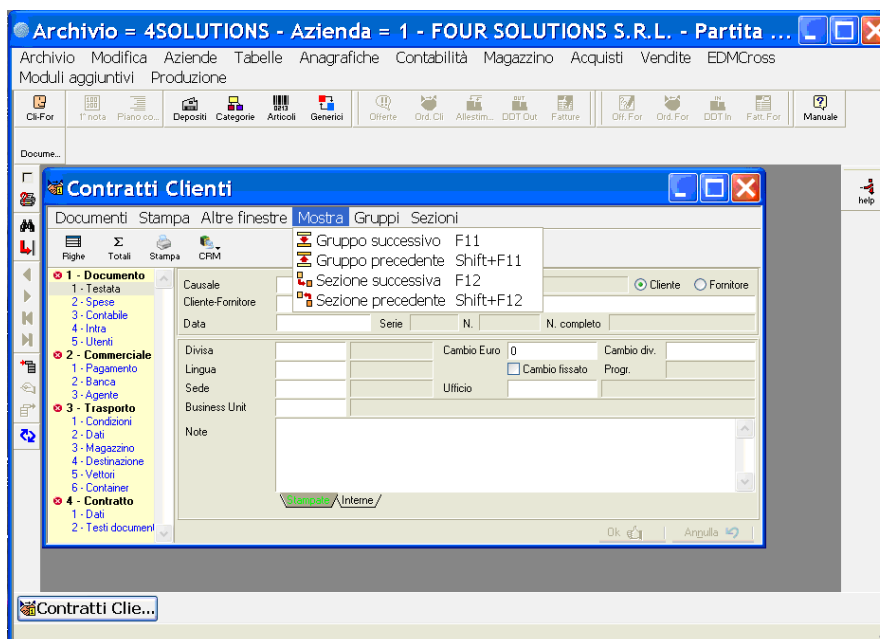 Archivio = 4SOLUTIONS - Azienda = 1 - FOUR SOLUTIONS S.R.L. - Partita ...
Archivio Modifica Aziende Tabelle Anagrafiche Contabilità Magazzino Acquisti Vendite EDMCross
Moduli aggiuntivi Produzione
Cli-For 1° nota Piano co... Depositi Categorie Articoli Generici Offerte Ord. Cli Allestim... DDT Out Fatture Off. For Ord. For DDT In Fatt. For Manuale
Docume...
help
Contratti Clienti
Documenti Stampa Altre finestre Mostra Gruppi Sezioni
Righe Totali Stampa CRM
Gruppo successivo F11
Gruppo precedente Shift+F11
Sezione successiva F12
Sezione precedente Shift+F12
1 - Documento
1 - Testata
2 - Spese
3 - Contabile
4 - Intra
5 - Utenti
2 - Commerciale
1 - Pagamento
2 - Banca
3 - Agente
3 - Trasporto
1 - Condizioni
2 - Dati
3 - Magazzino
4 - Destinazione
5 - Vettori
6 - Container
4 - Contratto
1 - Dati
2 - Testi document
Causale Cliente Fornitore
Cliente-Fornitore
Data Serie N. N. completo
Divisa Cambio Euro 0 Cambio div.
Lingua Cambio fissato Progr.
Sede Ufficio
Business Unit
Note
Stampate Interne
Ok Annulla
Contratti Clie...